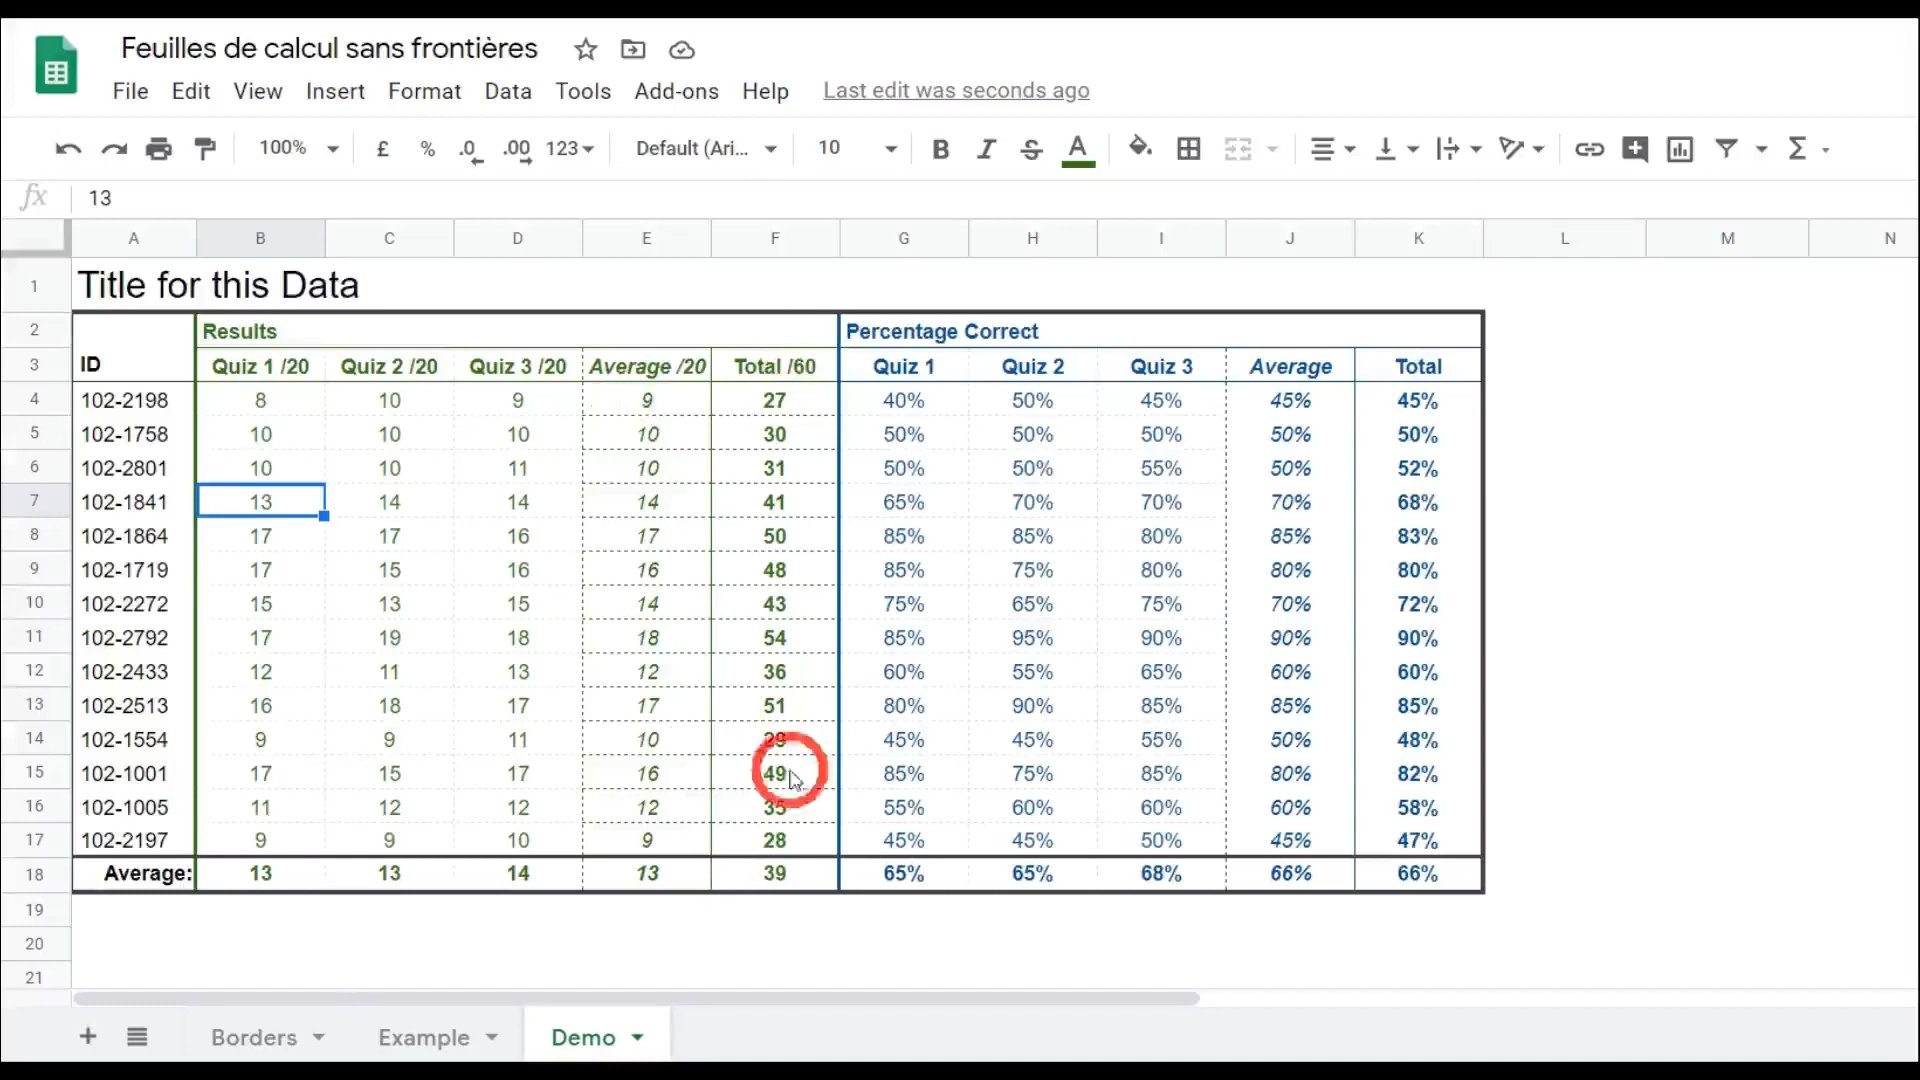 Feuilles de calcul sans frontières
File Edit View Insert Format Data Tools Add-ons Help Last edit was seconds ago
100% £ % .0 .00 123 Default (Ari... 10 B I S A Σ
fx 13
A B C D E F G H I J K L M N
1 Title for this Data
2 Results Percentage Correct
3 ID Quiz 1 /20 Quiz 2 /20 Quiz 3 /20 Average /20 Total /60 Quiz 1 Quiz 2 Quiz 3 Average Total
4 102-2198 8 10 9 9 27 40% 50% 45% 45% 45%
5 102-1758 10 10 10 10 30 50% 50% 50% 50% 50%
6 102-2801 10 10 11 10 31 50% 50% 55% 50% 52%
7 102-1841 13 14 14 14 41 65% 70% 70% 70% 68%
8 102-1864 17 17 16 17 50 85% 85% 80% 85% 83%
9 102-1719 17 15 16 16 48 85% 75% 80% 80% 80%
10 102-2272 15 13 15 14 43 75% 65% 75% 70% 72%
11 102-2792 17 19 18 18 54 85% 95% 90% 90% 90%
12 102-2433 12 11 13 12 36 60% 55% 65% 60% 60%
13 102-2513 16 18 17 17 51 80% 90% 85% 85% 85%
14 102-1554 9 9 11 10 29 45% 45% 55% 50% 48%
15 102-1001 17 15 17 16 49 85% 75% 85% 80% 82%
16 102-1005 11 12 12 12 35 55% 60% 60% 60% 58%
17 102-2197 9 9 10 9 28 45% 45% 50% 45% 47%
18 Average: 13 13 14 13 39 65% 65% 68% 66% 66%
19
20
21
Borders Example Demo